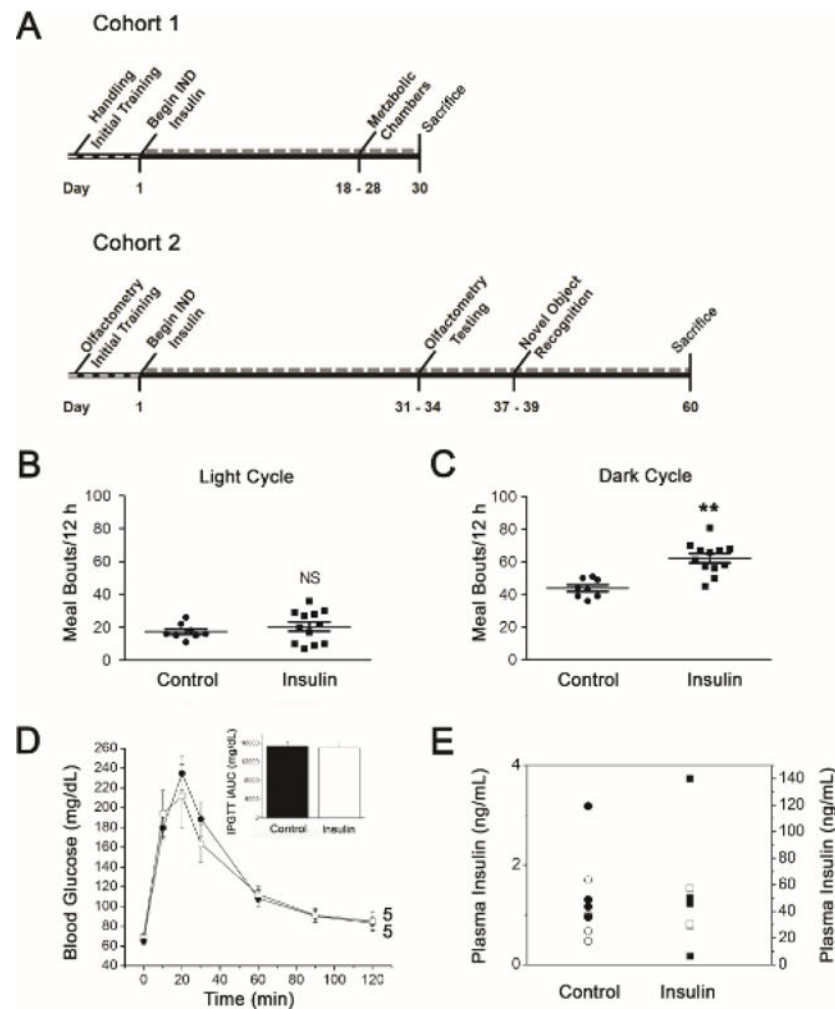 A
Cohort 1
Handling
Initial Training
Begin IND
Insulin
Metabolic
Chambers
Sacrifice
Day 1 18 - 28 30
Cohort 2
Olfactometry
Initial Training
Begin IND
Insulin
Olfactometry
Testing
Novel Object
Recognition
Sacrifice
Day 1 31 - 34 37 - 39 60
B
Light Cycle
Meal Bouts/12 h
100
80
60
40
20
0
NS
Control Insulin
C
Dark Cycle
Meal Bouts/12 h
100
80
60
40
20
0
**
Control Insulin
D
Blood Glucose (mg/dL)
260
240
220
200
180
160
140
120
100
80
60
40
0 20 40 60 80 100 120
Time (min)
5
5
IPGTT iAUC (mg/dL)
0
Control Insulin
E
Plasma Insulin (ng/mL)
4
2
0
Control Insulin
140
120
100
80
60
40
20
0
Plasma Insulin (ng/mL)